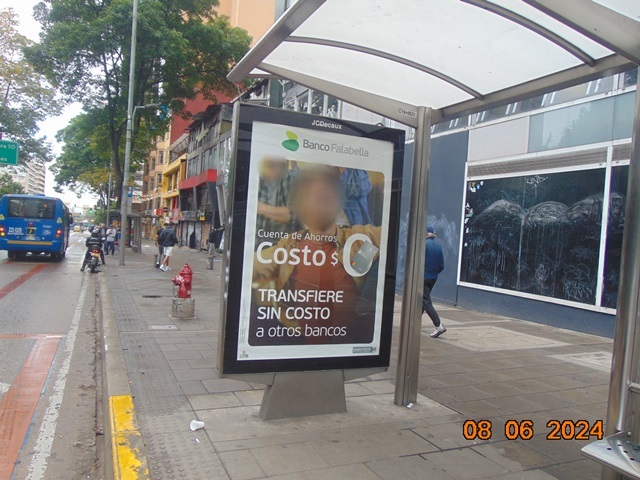 JCDecaux
Banco Falabella
Cuenta de Ahorros
Costo $0
TRANSFIERE
SIN COSTO
a otros bancos
08 06 2024